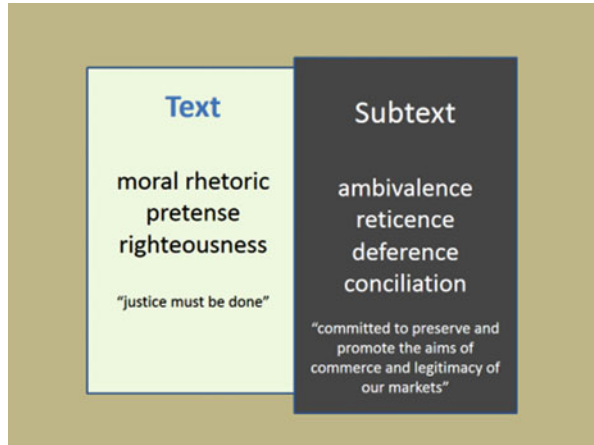 Text
moral rhetoric
pretense
righteousness
“justice must be done”
Subtext
ambivalence
reticence
deference
conciliation
“committed to preserve and
promote the aims of
commerce and legitimacy of
our markets”